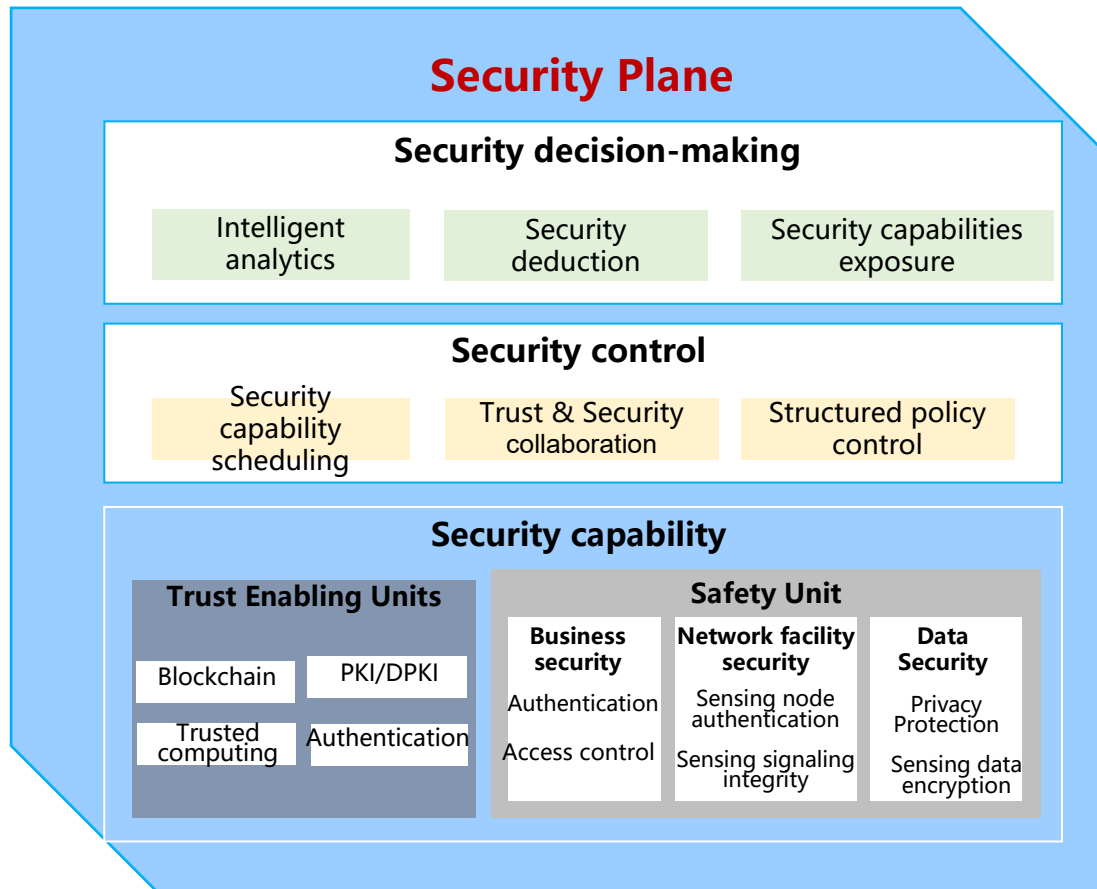 Security Plane
Security decision-making
Intelligent
analytics
Security
deduction
Security capabilities
exposure
Security control
Security
capability
scheduling
Trust & Security
collaboration
Structured policy
control
Security capability
Trust Enabling Units
Blockchain
PKI/DPKI
Trusted
computing
Authentication
Safety Unit
Business
security
Authentication
Access control
Network facility
security
Sensing node
authentication
Sensing signaling
integrity
Data
Security
Privacy
Protection
Sensing data
encryption